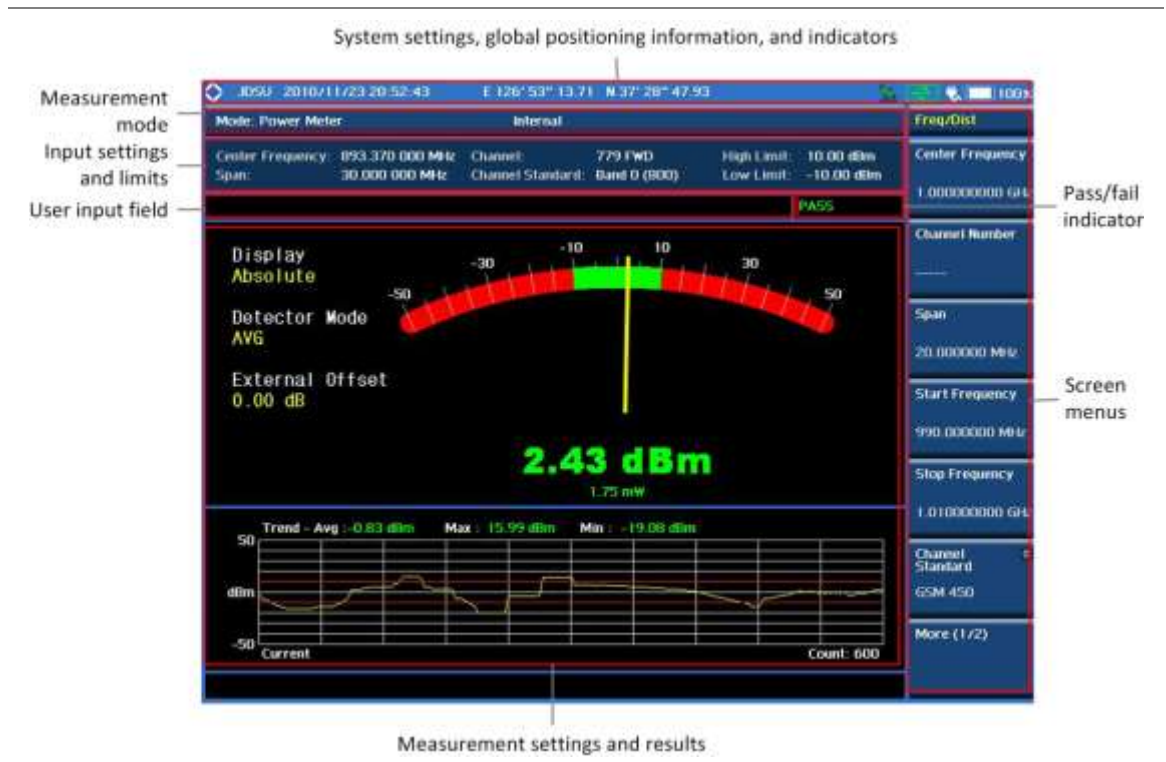 System settings, global positioning information, and indicators
JDSU 2010/11/23 20:52:43 E 126° 53" 13.71 N 37° 28" 47.93 100%
Measurement mode
Mode: Power Meter Internal
Freq/Dist
Input settings and limits
Center Frequency: 893.370 000 MHz Channel: 779 FWD High Limit: 10.00 dBm
Span: 30.000 000 MHz Channel Standard: Band 0 (800) Low Limit: -10.00 dBm
Center Frequency
1.000000000 GHz
User input field
PASS
Pass/fail indicator
Display
Absolute
Detector Mode
AVG
External Offset
0.00 dB
-50 -30 -10 10 30 50
2.43 dBm
1.75 mW
Channel Number
-----
Span
20.000000 MHz
Start Frequency
990.000000 MHz
Screen menus
Stop Frequency
1.010000000 GHz
Channel Standard
GSM 450
More (1/2)
Trend - Avg : -0.83 dBm Max : 15.99 dBm Min : -19.08 dBm
50
dBm
-50
Current Count: 600
Measurement settings and results